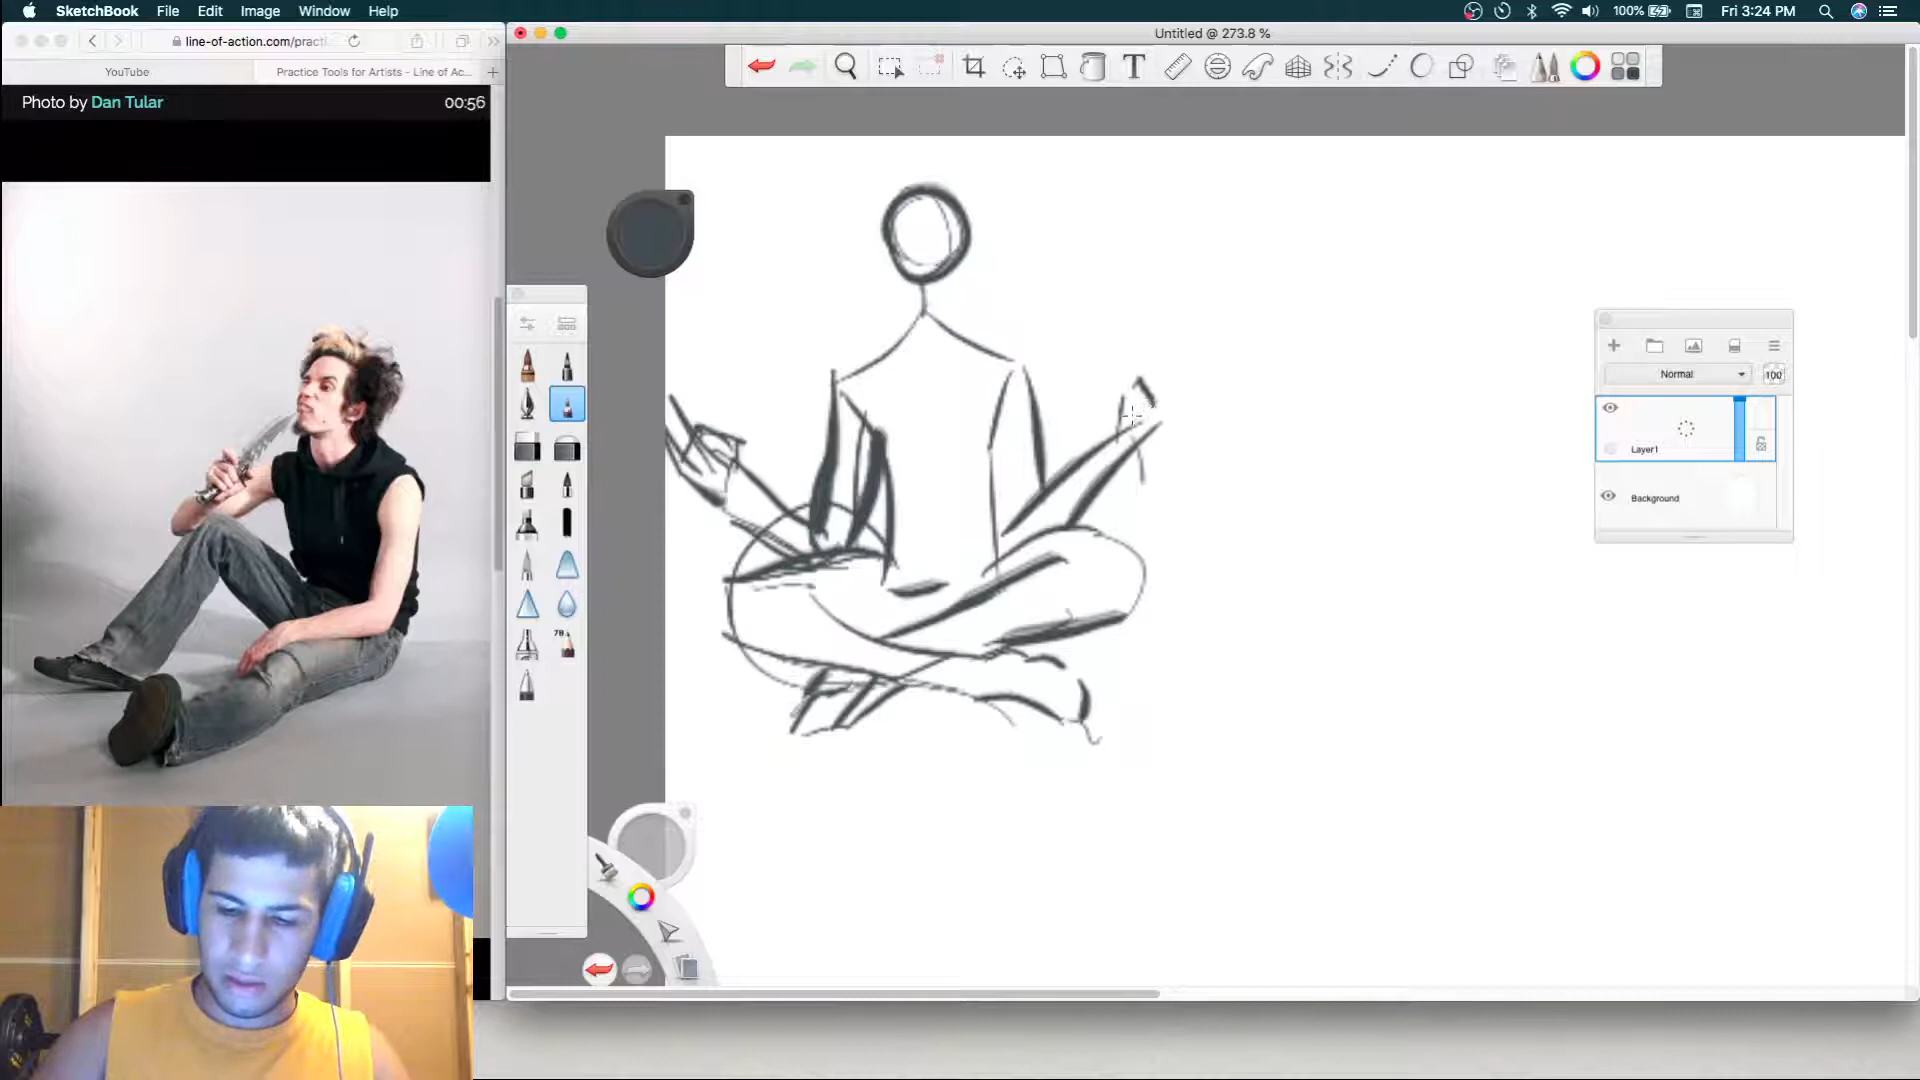 SketchBook File Edit Image Window Help
100% Fri 3:24 PM
line-of-action.com/practi
YouTube
Practice Tools for Artists - Line of Ac...
Photo by Dan Tular
00:56
Untitled @ 273.8 %
T
Normal
100
Layer1
Background
7B